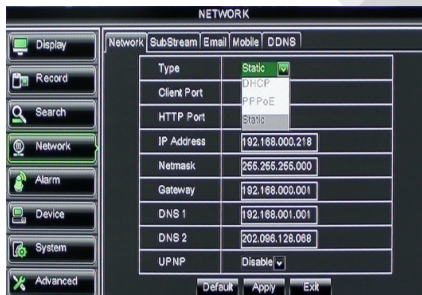 NETWORK
Display
Record
Search
Network
Alarm
Device
System
Advanced
Network SubStream Email Mobile DDNS
Type Static
DHCP
PPPoE
Static
Client Port
HTTP Port
IP Address 192.168.000.218
Netmask 255.255.255.000
Gateway 192.168.000.001
DNS 1 192.168.001.001
DNS 2 202.096.128.068
UPNP Disable
Default Apply Exit